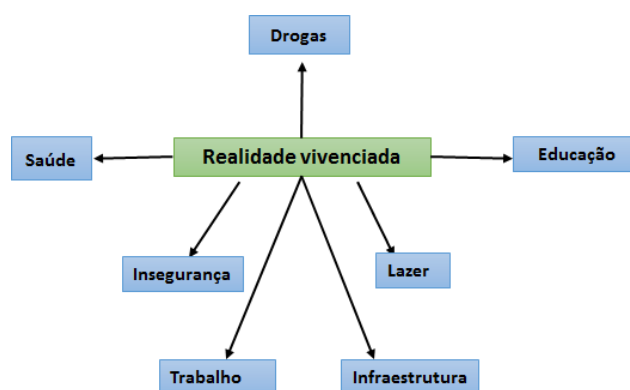 Drogas
Saúde
Realidade vivenciada
Educação
Insegurança
Lazer
Trabalho
Infraestrutura